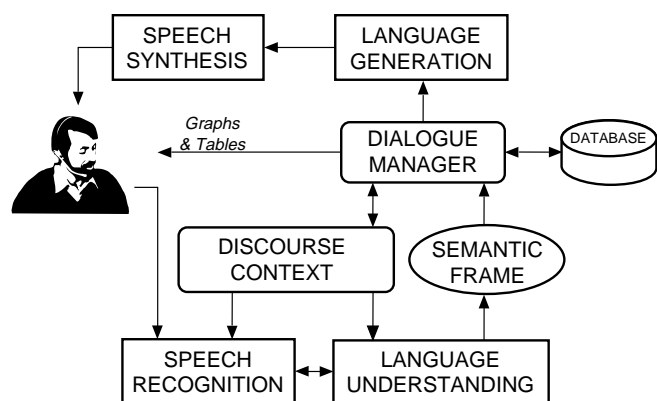 SPEECH
SYNTHESIS
LANGUAGE
GENERATION
Graphs
& Tables
DIALOGUE
MANAGER
DATABASE
DISCOURSE
CONTEXT
SEMANTIC
FRAME
SPEECH
RECOGNITION
LANGUAGE
UNDERSTANDING